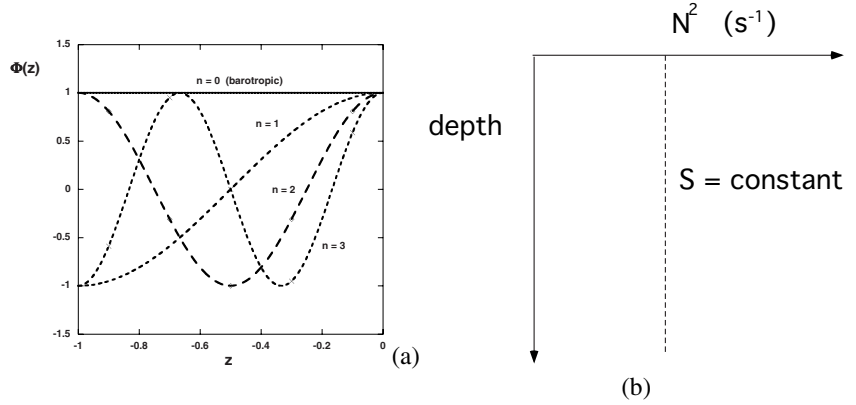 1.5
Φ(z)
n = 0 (barotropic)
1
n = 1
0.5
0
n = 2
-0.5
n = 3
-1
-1.5
-1 -0.8 -0.6 -0.4 -0.2 0
z
(a)
N² (s⁻¹)
depth
S = constant
(b)